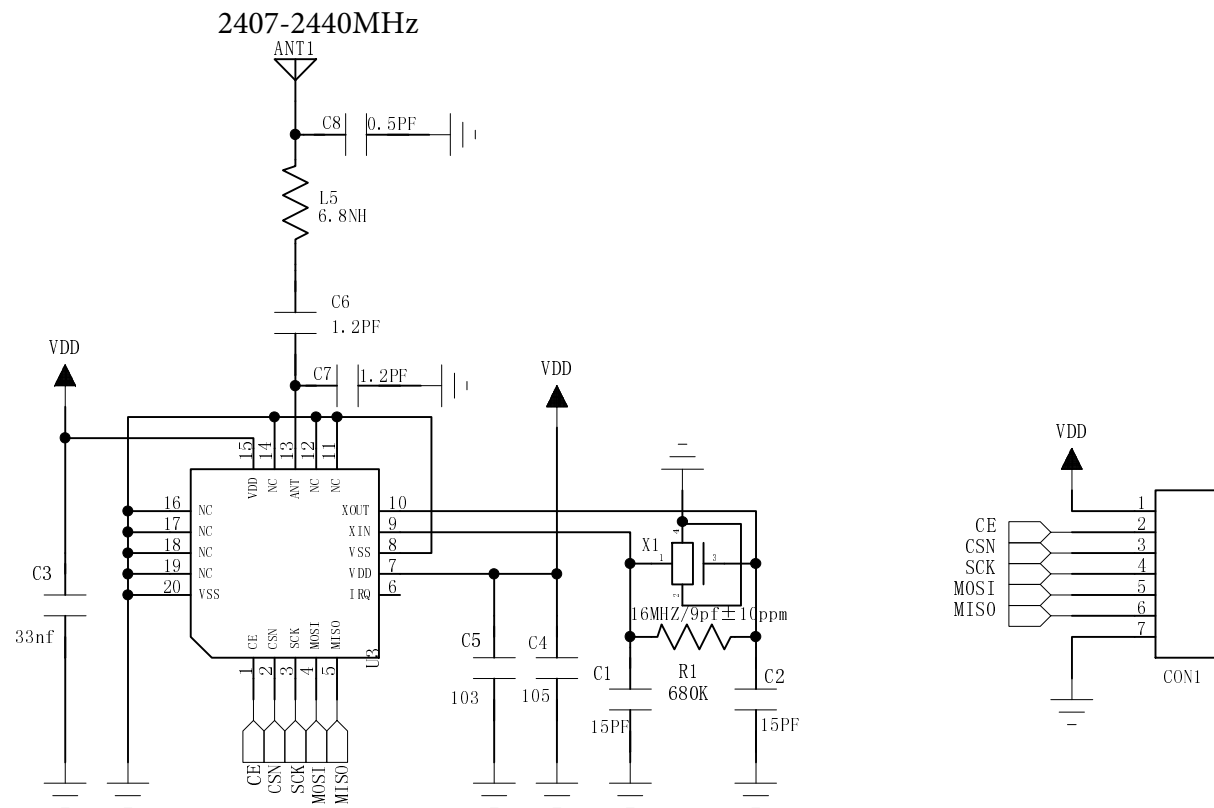 2407-2440MHz
ANT1
C8
0.5PF
L5
6.8NH
C6
1.2PF
C7
1.2PF
VDD
VDD
VDD
15
14
13
12
11
VDD
NC
ANT
NC
NC
16
NC
17
NC
18
NC
19
NC
20
VSS
XOUT
10
XIN
9
VSS
8
VDD
7
IRQ
6
CE
CSN
SCK
MOSI
MISO
U3
1
2
3
4
5
CE
CSN
SCK
MOSI
MISO
C3
33nf
C5
103
C4
105
X1
1
2
3
4
16MHZ/9pf±10ppm
R1
680K
C1
15PF
C2
15PF
CE
CSN
SCK
MOSI
MISO
1
2
3
4
5
6
7
CON1